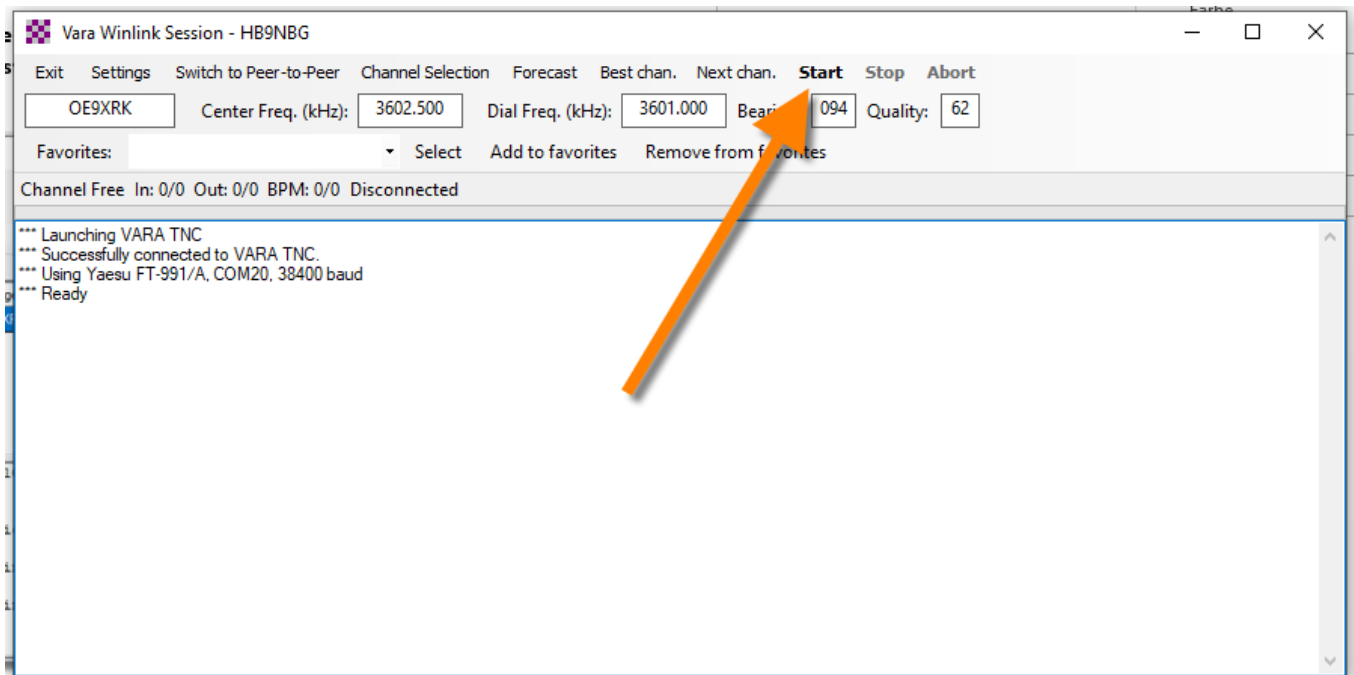 Farbe
Vara Winlink Session - HB9NBG
Exit Settings Switch to Peer-to-Peer Channel Selection Forecast Best chan. Next chan. Start Stop Abort
OE9XRK Center Freq. (kHz): 3602.500 Dial Freq. (kHz): 3601.000 094 Quality: 62
Favorites: Select Add to favorites Remove from favorites
Channel Free In: 0/0 Out: 0/0 BPM: 0/0 Disconnected
*** Launching VARA TNC
*** Successfully connected to VARA TNC.
*** Using Yaesu FT-991/A, COM20, 38400 baud
*** Ready